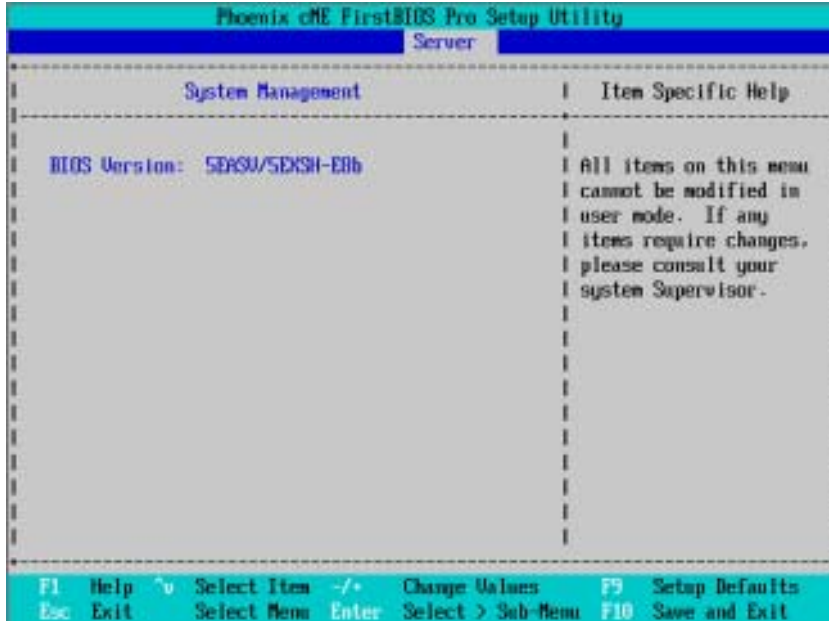 Phoenix cME FirstBIOS Pro Setup Utility
Server
System Management
Item Specific Help
BIOS Version: 5EASV/5EXSH-E8b
All items on this menu
cannot be modified in
user mode. If any
items require changes,
please consult your
system Supervisor.
F1 Help ^v Select Item -/+ Change Values F9 Setup Defaults
Esc Exit Select Menu Enter Select > Sub-Menu F10 Save and Exit